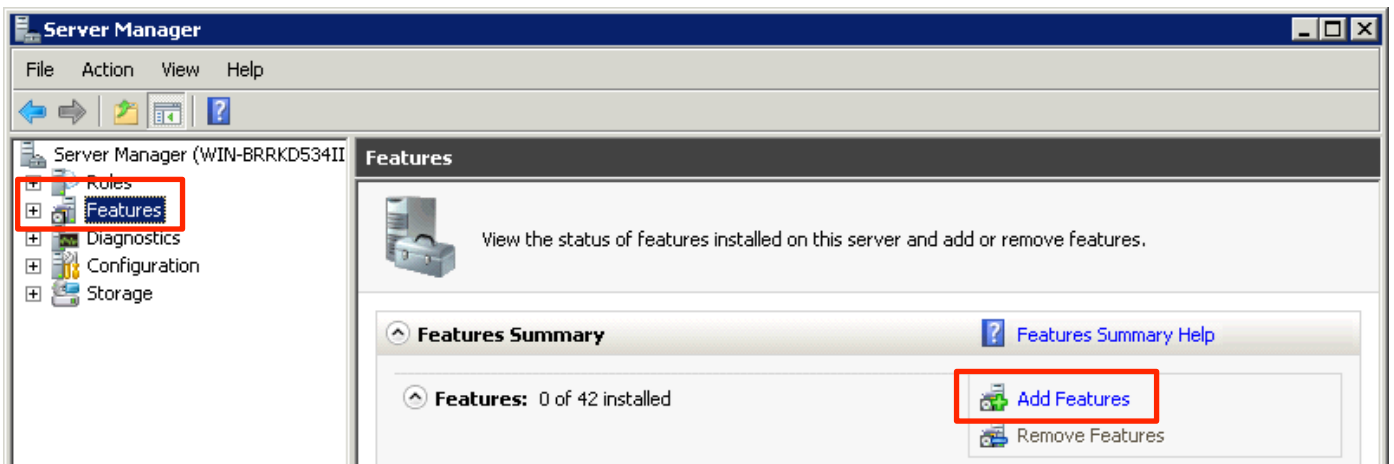 Server Manager
File Action View Help
Server Manager (WIN-BRRKD534II
Roles
Features
Diagnostics
Configuration
Storage
Features
View the status of features installed on this server and add or remove features.
Features Summary
Features Summary Help
Features: 0 of 42 installed
Add Features
Remove Features